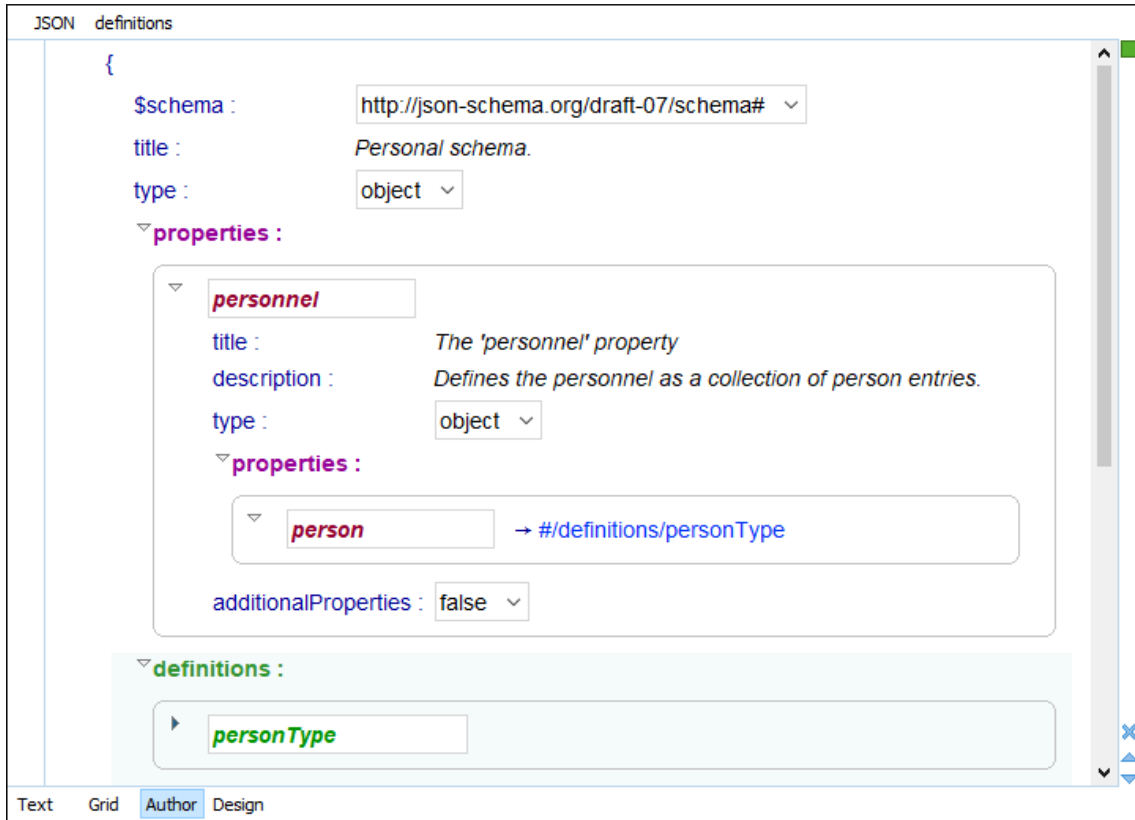 JSON definitions
{
$schema : http://json-schema.org/draft-07/schema#
title : Personal schema.
type : object
properties :
personnel
title : The 'personnel' property
description : Defines the personnel as a collection of person entries.
type : object
properties :
person → #/definitions/personType
additionalProperties : false
definitions :
personType
Text Grid Author Design